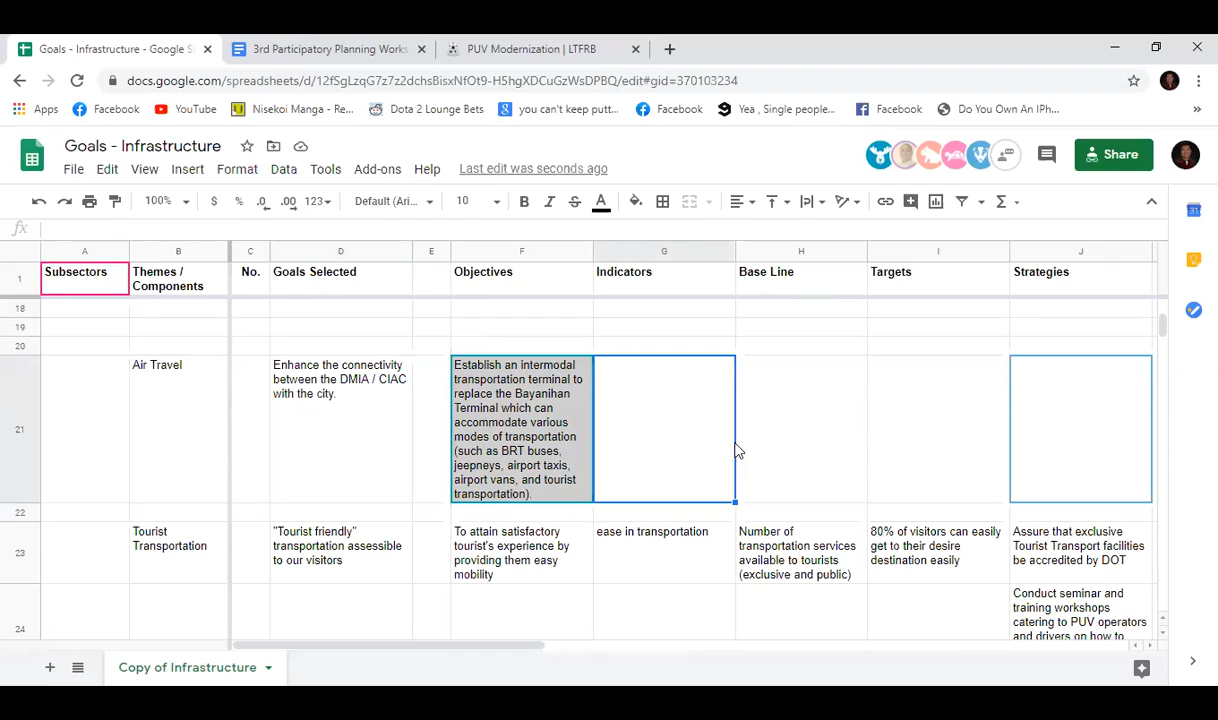 Goals - Infrastructure - Google S
3rd Participatory Planning Works
PUV Modernization | LTFRB
docs.google.com/spreadsheets/d/12fSgLzqG7z7z2dchsBisxNfOt9-H5hgXDCuGzWsDPBQ/edit#gid=370103234
Apps
Facebook
YouTube
Nisekoi Manga - Re...
Dota 2 Lounge Bets
you can't keep putt...
Facebook
Yea , Single people...
Facebook
Do You Own An IPh...
»
Goals - Infrastructure
Share
File Edit View Insert Format Data Tools Add-ons Help Last edit was seconds ago
100% $ % .0 .00 123 Default (Ari... 10 B I S A
fx
A B C D E F G H I J
1
Subsectors
Themes /
Components
No.
Goals Selected
Objectives
Indicators
Base Line
Targets
Strategies
18
19
20
21
Air Travel
Enhance the connectivity
between the DMIA / CIAC
with the city.
Establish an intermodal
transportation terminal to
replace the Bayanihan
Terminal which can
accommodate various
modes of transportation
(such as BRT buses,
jeepneys, airport taxis,
airport vans, and tourist
transportation).
22
23
Tourist
Transportation
"Tourist friendly"
transportation assessible
to our visitors
To attain satisfactory
tourist's experience by
providing them easy
mobility
ease in transportation
Number of
transportation services
available to tourists
(exclusive and public)
80% of visitors can easily
get to their desire
destination easily
Assure that exclusive
Tourist Transport facilities
be accredited by DOT
24
Conduct seminar and
training workshops
catering to PUV operators
and drivers on how to
Copy of Infrastructure
31